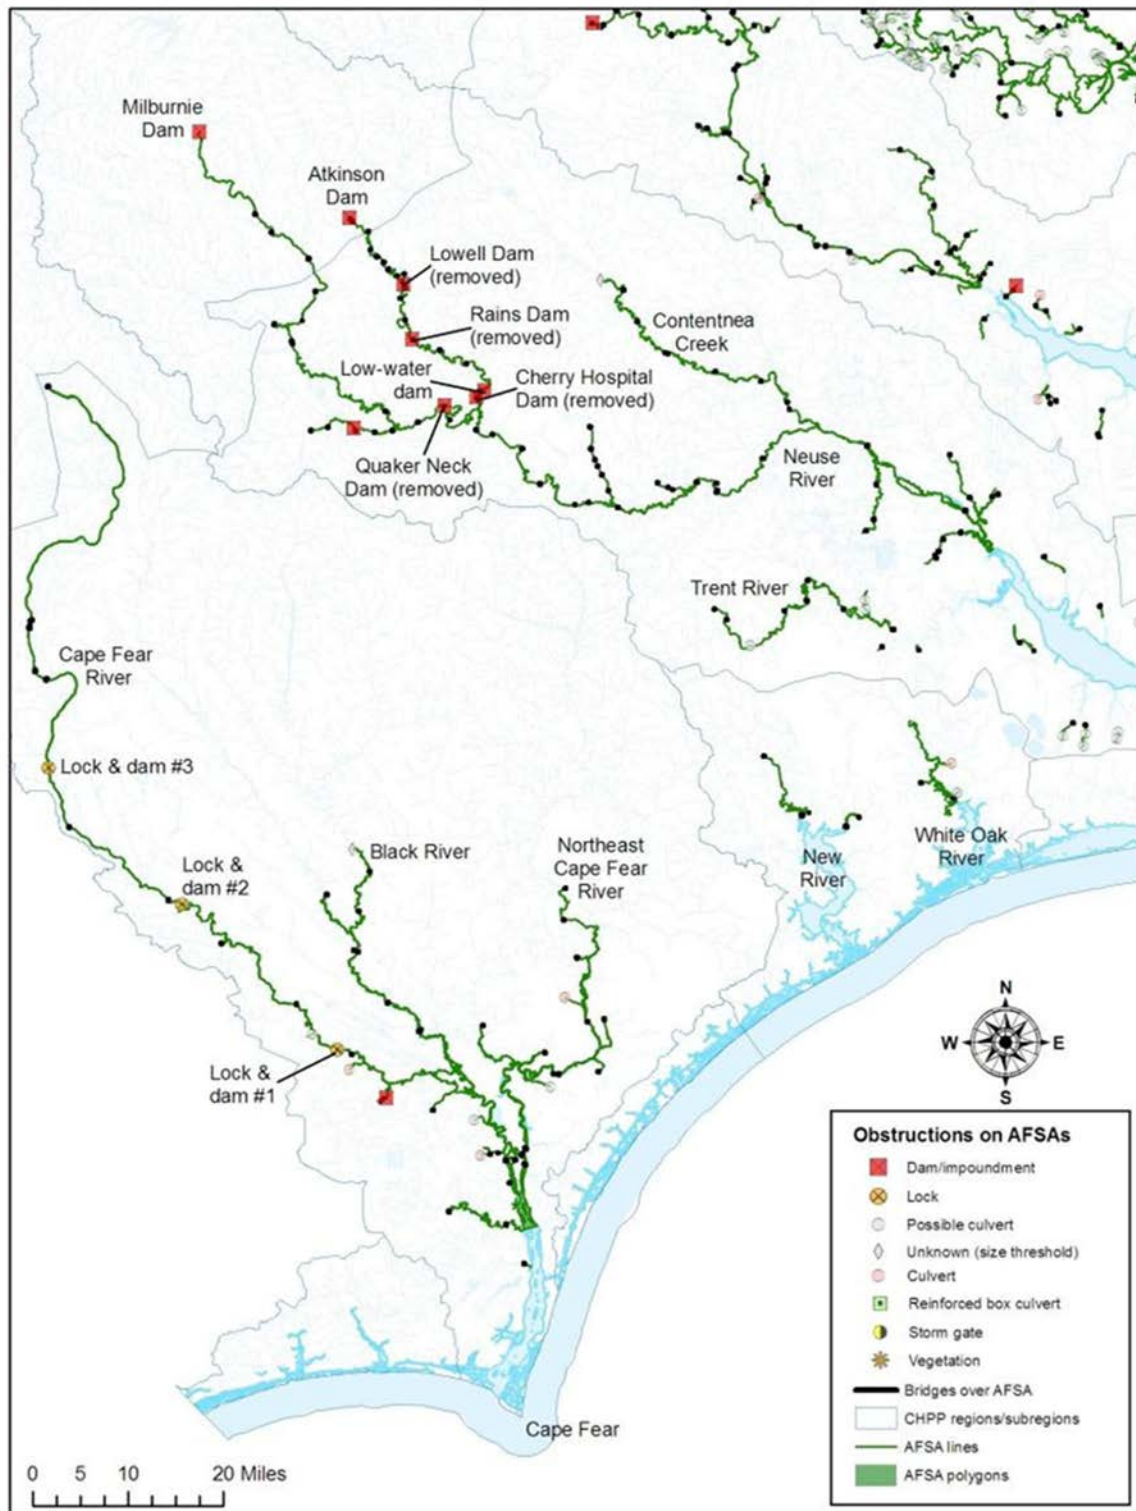 Milburnie
Dam
Atkinson
Dam
Lowell Dam
(removed)
Rains Dam
(removed)
Contentnea
Creek
Low-water
dam
Cherry Hospital
Dam (removed)
Quaker Neck
Dam (removed)
Neuse
River
Trent River
Cape Fear
River
Lock & dam #3
Lock &
dam #2
Black River
Northeast
Cape Fear
River
New
River
White Oak
River
Lock &
dam #1
N
W
E
S
Obstructions on AFSAs
Dam/impoundment
Lock
Possible culvert
Unknown (size threshold)
Culvert
Reinforced box culvert
Storm gate
Vegetation
Bridges over AFSA
CHPP regions/subregions
AFSA lines
AFSA polygons
Cape Fear
0 5 10 20 Miles